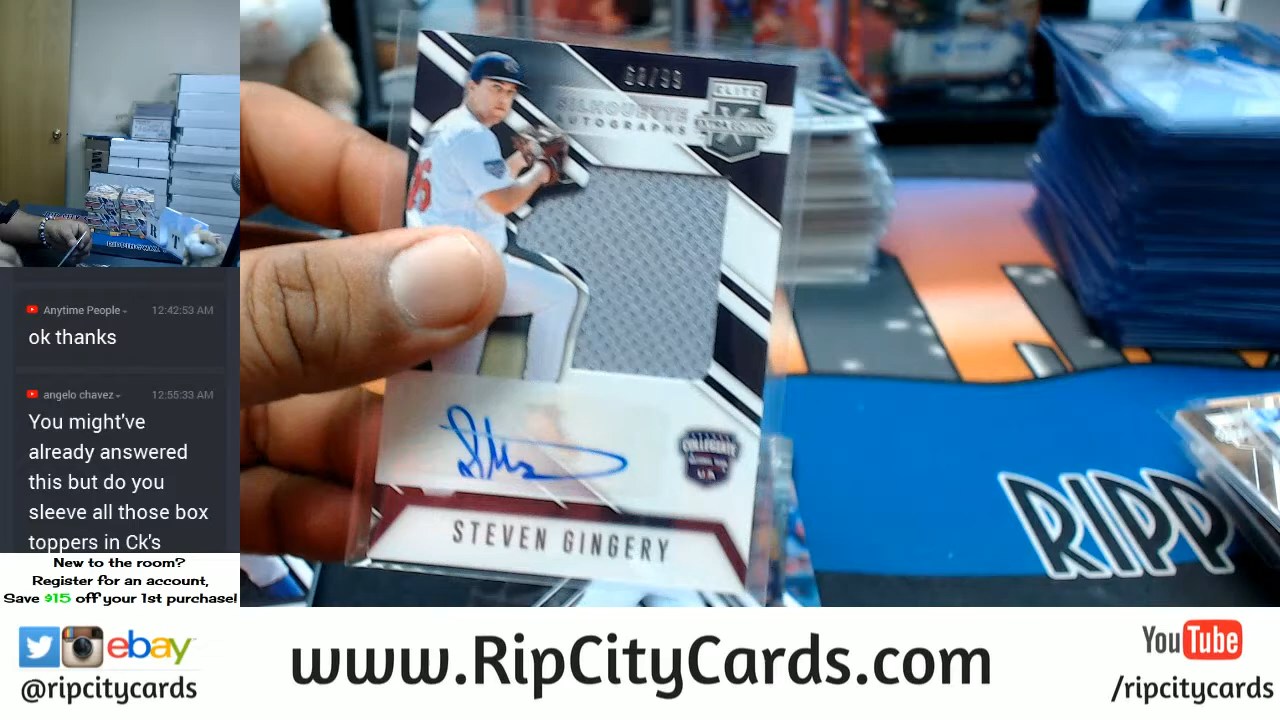 Anytime People
12:42:53 AM
ok thanks
angelo chavez
12:55:33 AM
You might've
already answered
this but do you
sleeve all those box
toppers in Ck's
New to the room?
Register for an account,
Save $15 off your 1st purchase!
SILHOUETTE
AUTOGRAPHS
ELITE
EXTRA EDITION
STEVEN GINGERY
RIPP
ebay
@ripcitycards
www.RipCityCards.com
YouTube
/ripcitycards